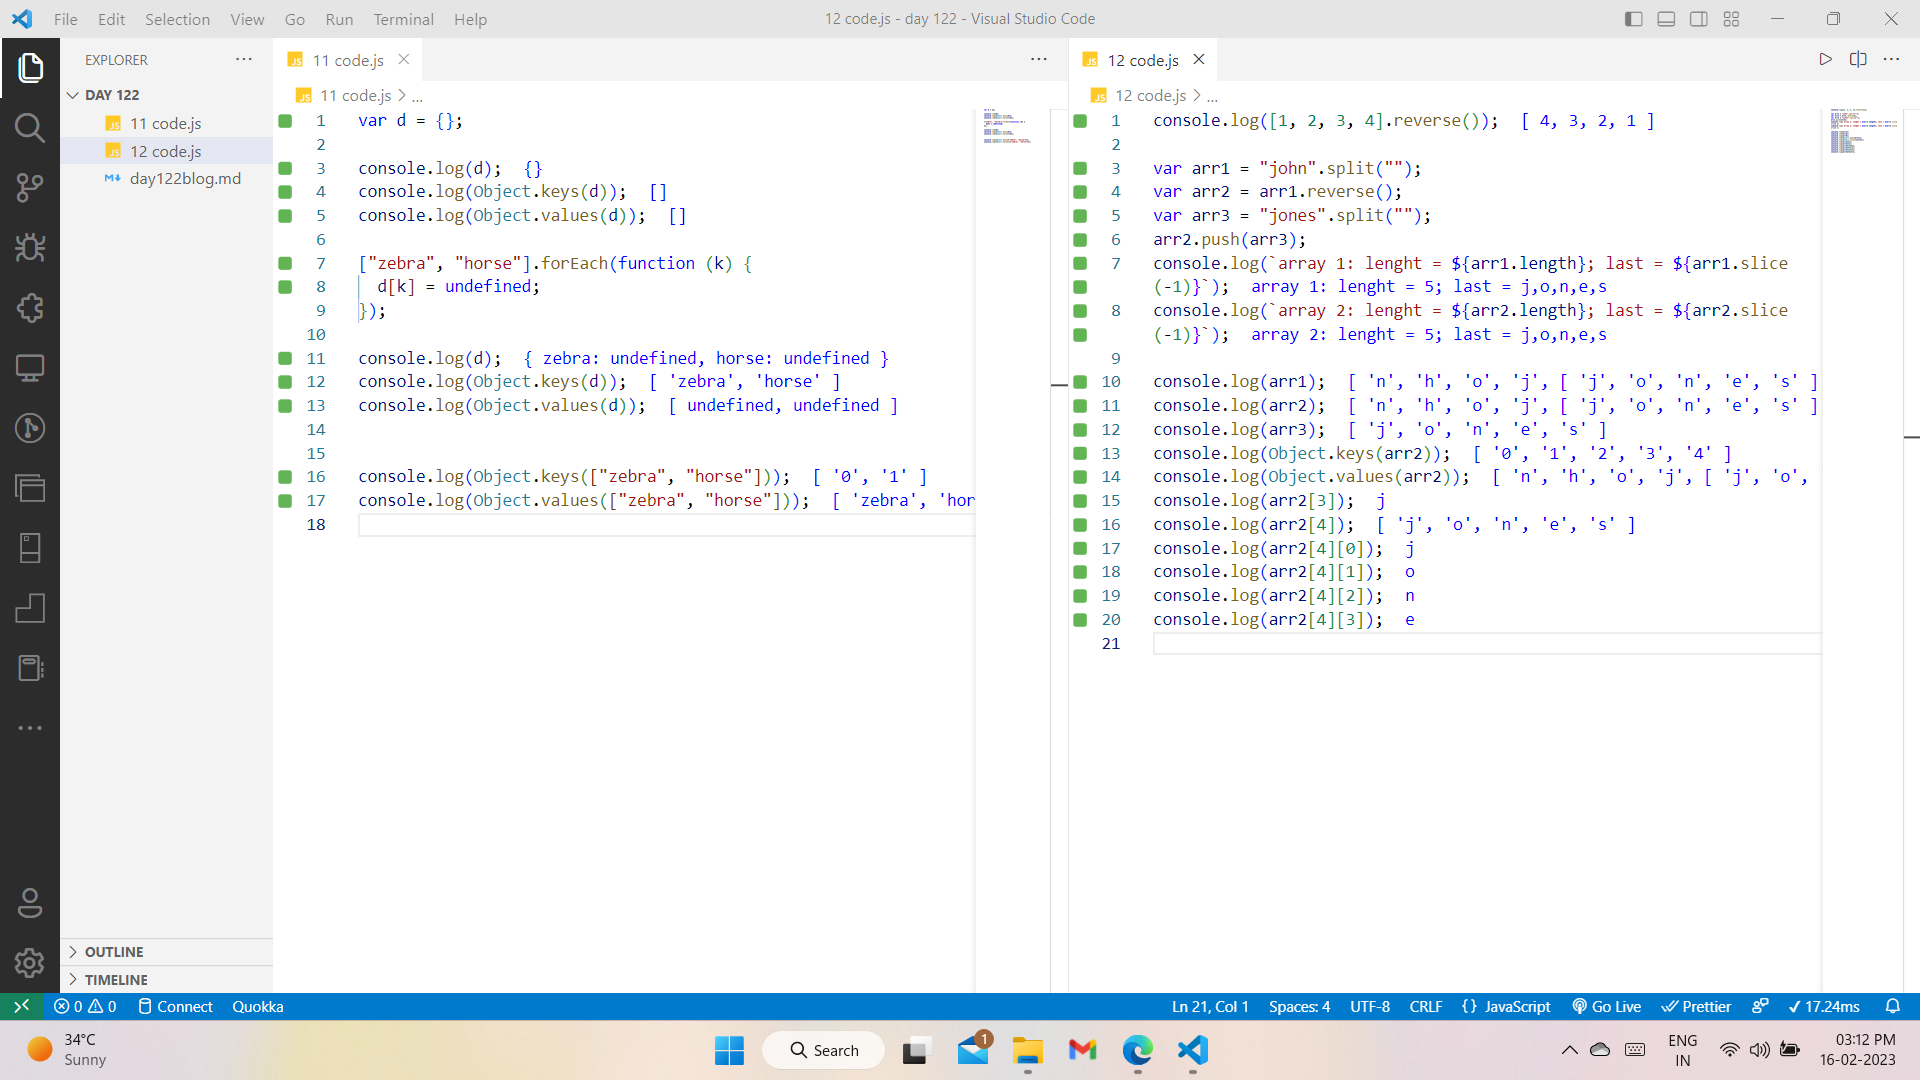 File Edit Selection View Go Run Terminal Help
12 code.js - day 122 - Visual Studio Code
EXPLORER
DAY 122
11 code.js
12 code.js
day122blog.md
OUTLINE
TIMELINE
11 code.js
11 code.js > ...
1 var d = {};
2
3 console.log(d);  {}
4 console.log(Object.keys(d));  []
5 console.log(Object.values(d));  []
6
7 ["zebra", "horse"].forEach(function (k) {
8   d[k] = undefined;
9 });
10
11 console.log(d);  { zebra: undefined, horse: undefined }
12 console.log(Object.keys(d));  [ 'zebra', 'horse' ]
13 console.log(Object.values(d));  [ undefined, undefined ]
14
15
16 console.log(Object.keys(["zebra", "horse"]));  [ '0', '1' ]
17 console.log(Object.values(["zebra", "horse"]));  [ 'zebra', 'hor
18
12 code.js
12 code.js > ...
1 console.log([1, 2, 3, 4].reverse());  [ 4, 3, 2, 1 ]
2
3 var arr1 = "john".split("");
4 var arr2 = arr1.reverse();
5 var arr3 = "jones".split("");
6 arr2.push(arr3);
7 console.log(`array 1: lenght = ${arr1.length}; last = ${arr1.slice
(-1)}`);  array 1: lenght = 5; last = j,o,n,e,s
8 console.log(`array 2: lenght = ${arr2.length}; last = ${arr2.slice
(-1)}`);  array 2: lenght = 5; last = j,o,n,e,s
9
10 console.log(arr1);  [ 'n', 'h', 'o', 'j', [ 'j', 'o', 'n', 'e', 's' ]
11 console.log(arr2);  [ 'n', 'h', 'o', 'j', [ 'j', 'o', 'n', 'e', 's' ]
12 console.log(arr3);  [ 'j', 'o', 'n', 'e', 's' ]
13 console.log(Object.keys(arr2));  [ '0', '1', '2', '3', '4' ]
14 console.log(Object.values(arr2));  [ 'n', 'h', 'o', 'j', [ 'j', 'o',
15 console.log(arr2[3]);  j
16 console.log(arr2[4]);  [ 'j', 'o', 'n', 'e', 's' ]
17 console.log(arr2[4][0]);  j
18 console.log(arr2[4][1]);  o
19 console.log(arr2[4][2]);  n
20 console.log(arr2[4][3]);  e
21
0 0 Connect Quokka
Ln 21, Col 1 Spaces: 4 UTF-8 CRLF {} JavaScript Go Live Prettier ✓ 17.24ms
34°C
Sunny
Search
1
ENG
IN
03:12 PM
16-02-2023